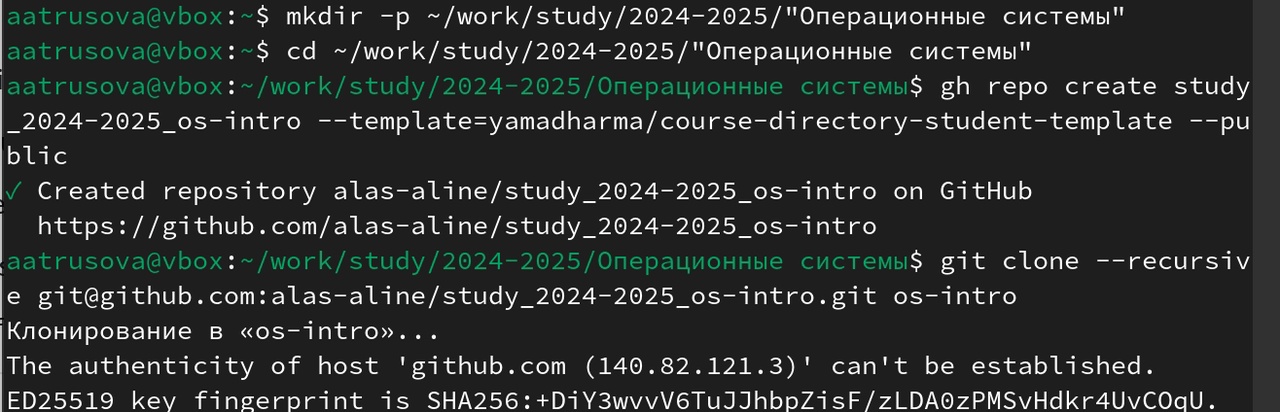 aatrusova@vbox:~$ mkdir -p ~/work/study/2024-2025/"Операционные системы"
aatrusova@vbox:~$ cd ~/work/study/2024-2025/"Операционные системы"
aatrusova@vbox:~/work/study/2024-2025/Операционные системы$ gh repo create study
_2024-2025_os-intro --template=yamadharma/course-directory-student-template --pu
blic
✓ Created repository alas-aline/study_2024-2025_os-intro on GitHub
  https://github.com/alas-aline/study_2024-2025_os-intro
aatrusova@vbox:~/work/study/2024-2025/Операционные системы$ git clone --recursiv
e git@github.com:alas-aline/study_2024-2025_os-intro.git os-intro
Клонирование в «os-intro»...
The authenticity of host 'github.com (140.82.121.3)' can't be established.
ED25519 key fingerprint is SHA256:+DiY3wvvV6TuJJhbpZisF/zLDA0zPMSvHdkr4UvCOqU.